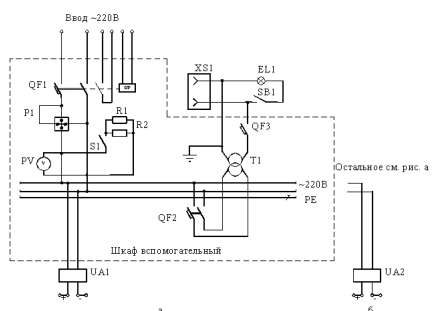 Ввод ~220В
XS1
EL1
QF1
SB1
P1
R1
R2
QF3
S1
PV
V
T1
Остальное см. рис. а
~220В
PE
QF2
Шкаф вспомогательный
UA1
UA2